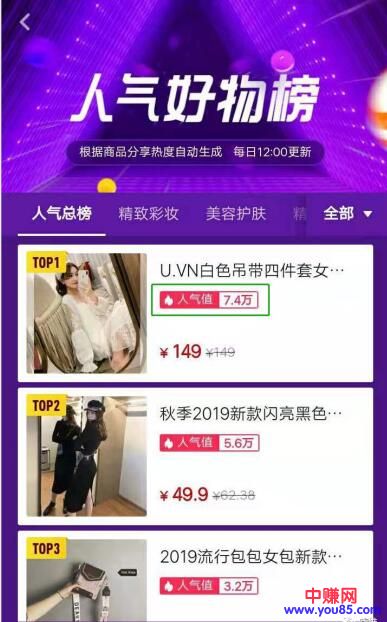 人气好物榜
根据商品分享热度自动生成 每日12:00更新
人气总榜 精致彩妆 美容护肤 精 全部
TOP1
U.VN白色吊带四件套女…
人气值 7.4万
¥149 ¥149
TOP2
秋季2019新款闪亮黑色…
人气值 5.6万
¥49.9 ¥62.38
TOP3
2019流行包包女包新款…
人气值 3.2万
中赚网
www.you85.com